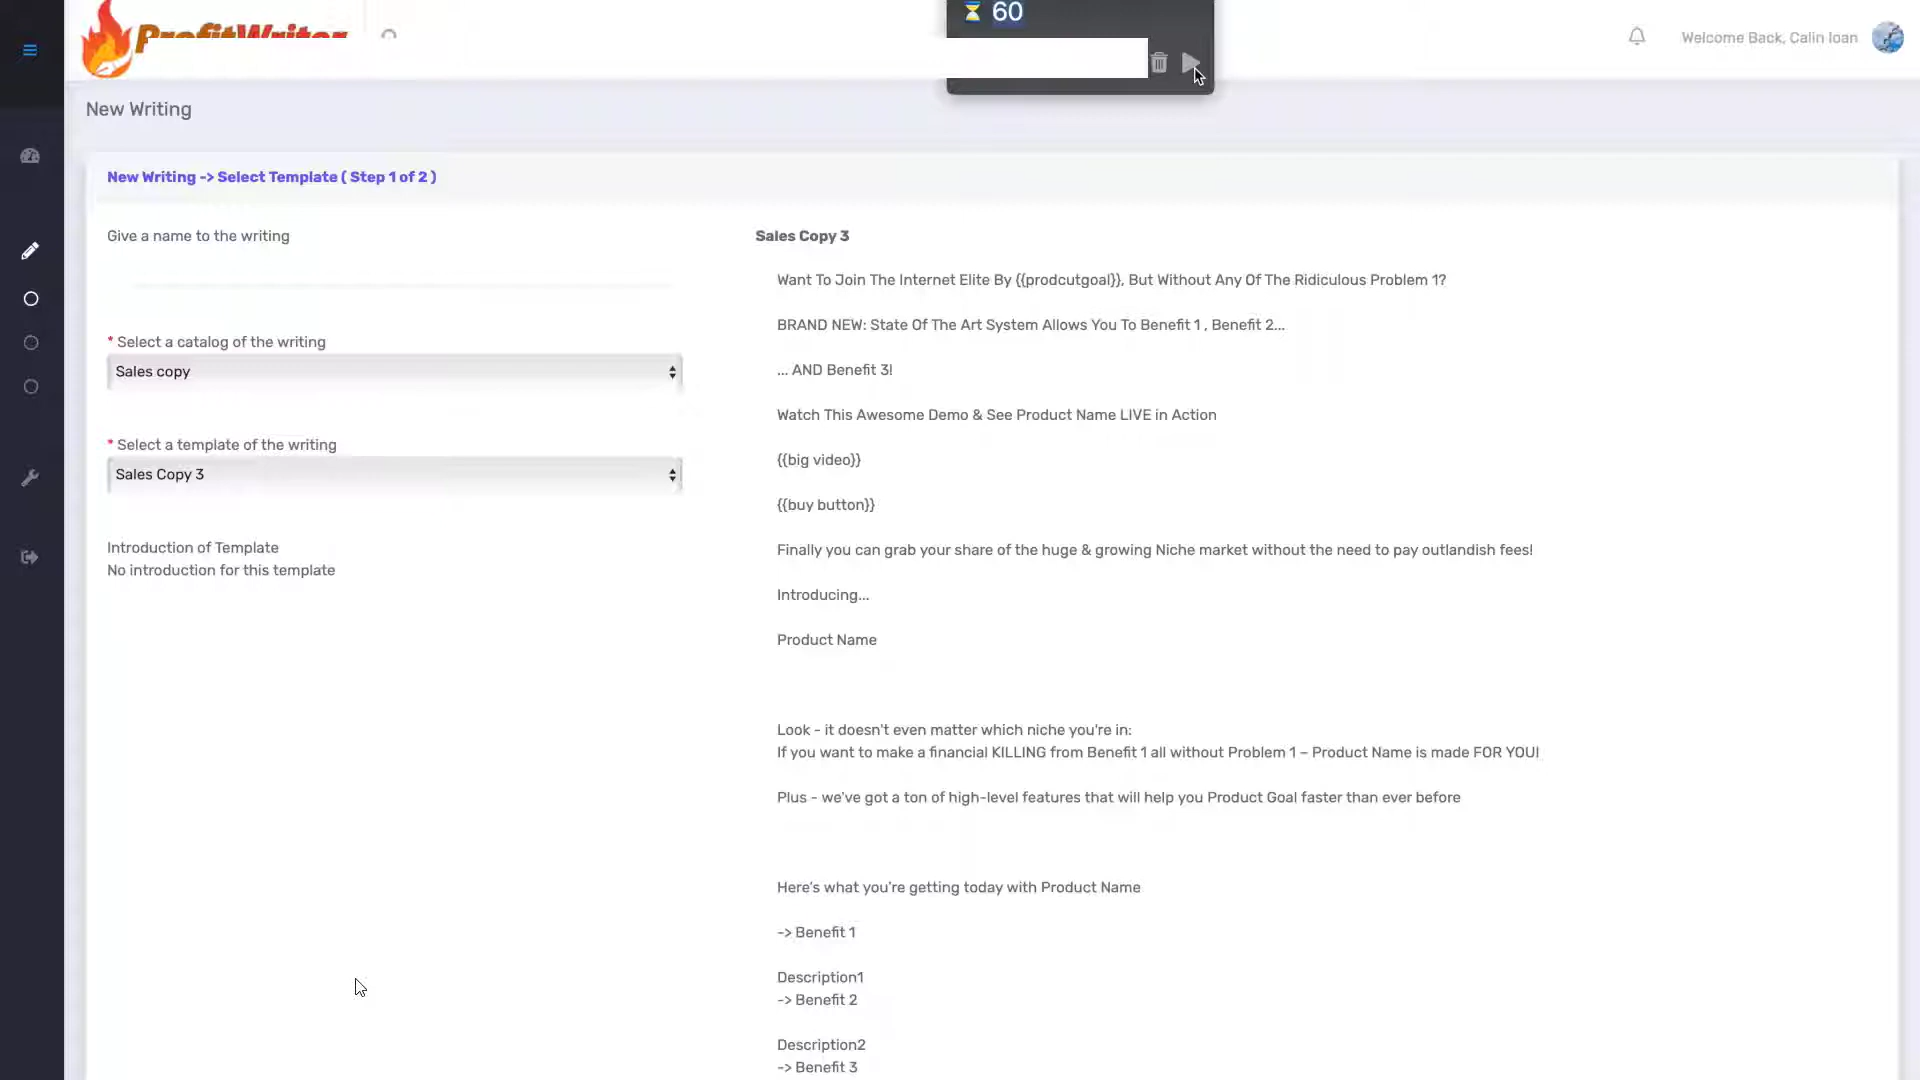 60
ProfitWriter
Welcome Back, Calin Ioan
New Writing
New Writing -> Select Template ( Step 1 of 2 )
Give a name to the writing
* Select a catalog of the writing
Sales copy
* Select a template of the writing
Sales Copy 3
Introduction of Template
No introduction for this template
Sales Copy 3
Want To Join The Internet Elite By {{prodcutgoal}}, But Without Any Of The Ridiculous Problem 1?
BRAND NEW: State Of The Art System Allows You To Benefit 1 , Benefit 2...
... AND Benefit 3!
Watch This Awesome Demo & See Product Name LIVE in Action
{{big video}}
{{buy button}}
Finally you can grab your share of the huge & growing Niche market without the need to pay outlandish fees!
Introducing...
Product Name
Look - it doesn't even matter which niche you're in:
If you want to make a financial KILLING from Benefit 1 all without Problem 1 – Product Name is made FOR YOU!
Plus - we've got a ton of high-level features that will help you Product Goal faster than ever before
Here's what you're getting today with Product Name
-> Benefit 1
Description1
-> Benefit 2
Description2
-> Benefit 3